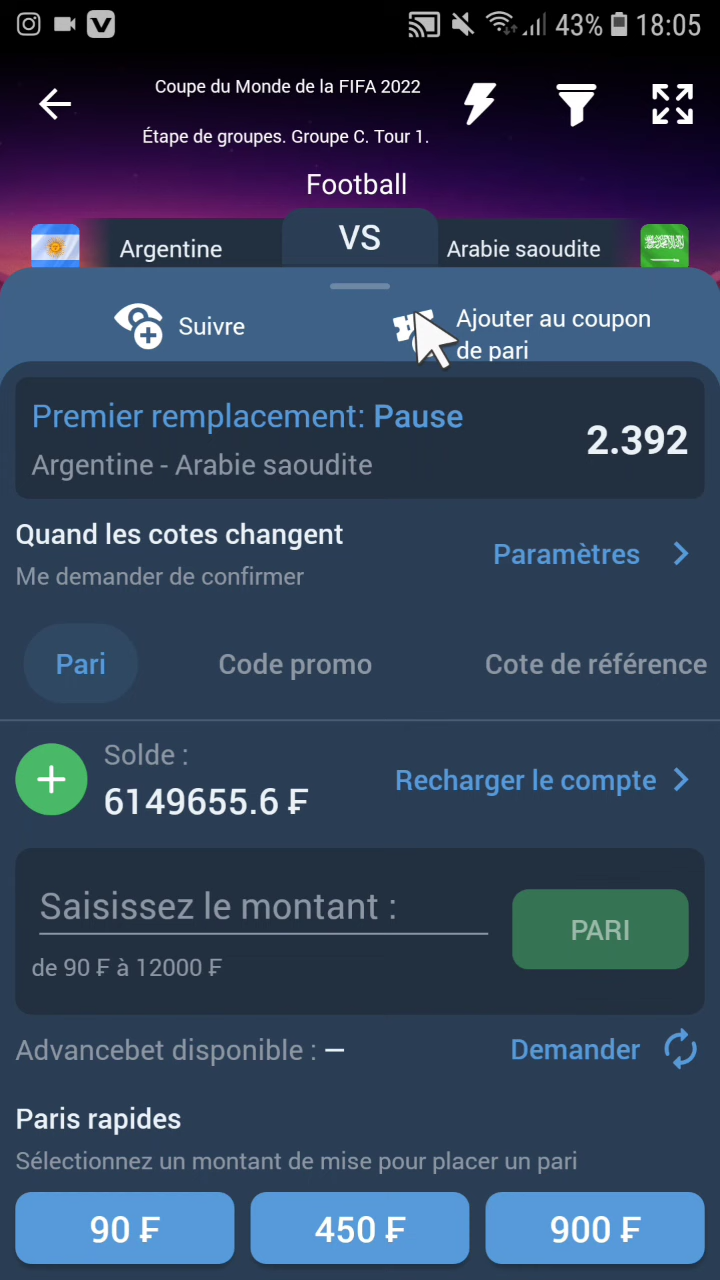 43% 18:05
Coupe du Monde de la FIFA 2022
Étape de groupes. Groupe C. Tour 1.
Football
Argentine VS Arabie saoudite
Suivre
Ajouter au coupon
de pari
Premier remplacement: Pause
Argentine - Arabie saoudite
2.392
Quand les cotes changent
Me demander de confirmer
Paramètres
Pari Code promo Cote de référence
Solde :
6149655.6 ₣
Recharger le compte
Saisissez le montant :
PARI
de 90 ₣ à 12000 ₣
Advancebet disponible : —
Demander
Paris rapides
Sélectionnez un montant de mise pour placer un pari
90 ₣ 450 ₣ 900 ₣